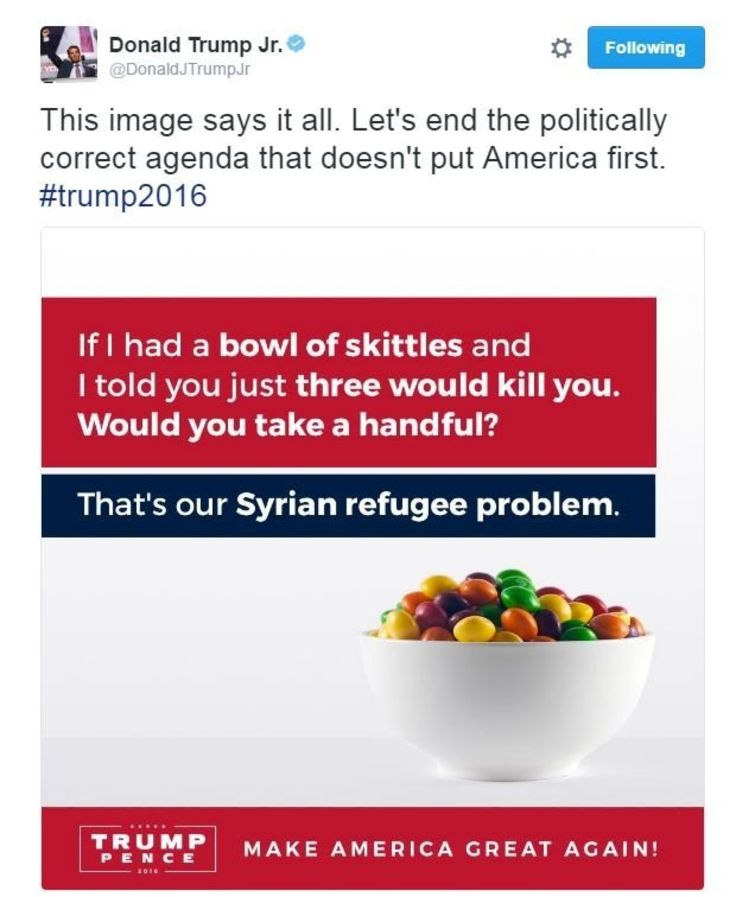 Donald Trump Jr.
@DonaldJTrumpJr
Following
This image says it all. Let's end the politically
correct agenda that doesn't put America first.
#trump2016
If I had a bowl of skittles and
I told you just three would kill you.
Would you take a handful?
That's our Syrian refugee problem.
TRUMP
PENCE
2016
MAKE AMERICA GREAT AGAIN!